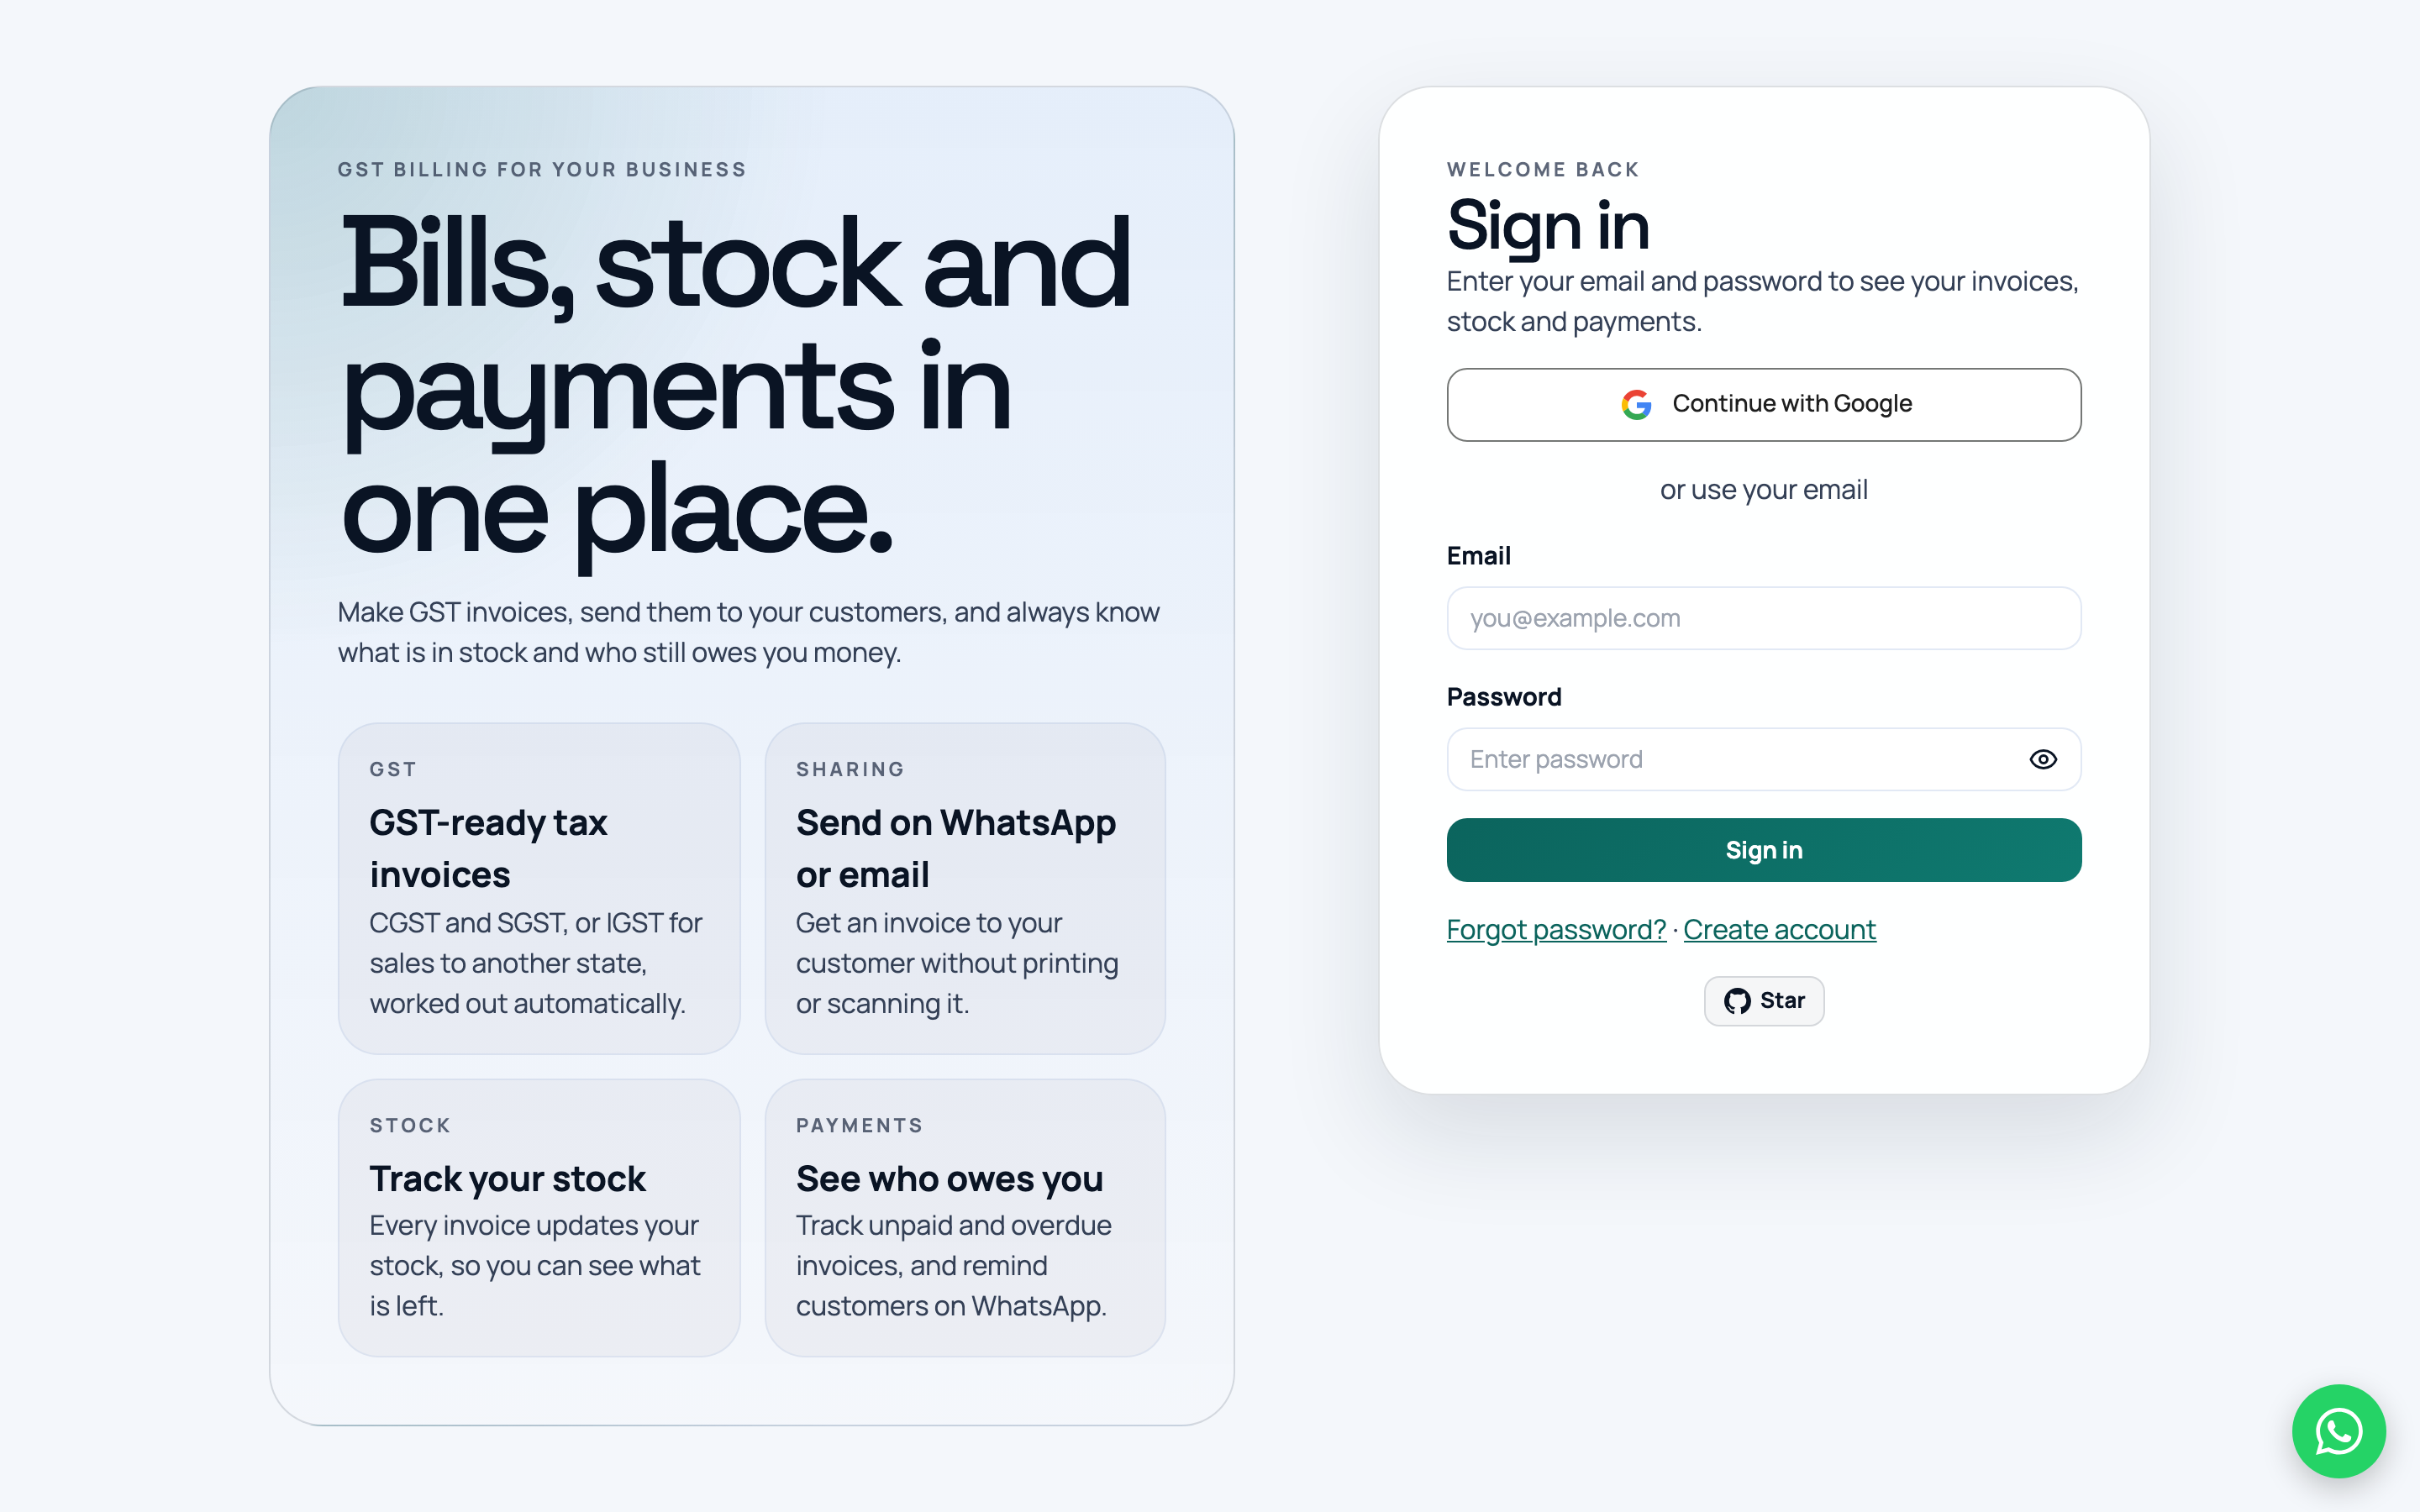 GST BILLING FOR YOUR BUSINESS
Bills, stock and
payments in
one place.
Make GST invoices, send them to your customers, and always know
what is in stock and who still owes you money.
GST
GST-ready tax
invoices
CGST and SGST, or IGST for
sales to another state,
worked out automatically.
SHARING
Send on WhatsApp
or email
Get an invoice to your
customer without printing
or scanning it.
STOCK
Track your stock
Every invoice updates your
stock, so you can see what
is left.
PAYMENTS
See who owes you
Track unpaid and overdue
invoices, and remind
customers on WhatsApp.
WELCOME BACK
Sign in
Enter your email and password to see your invoices,
stock and payments.
Continue with Google
or use your email
Email
you@example.com
Password
Enter password
Sign in
Forgot password? · Create account
Star